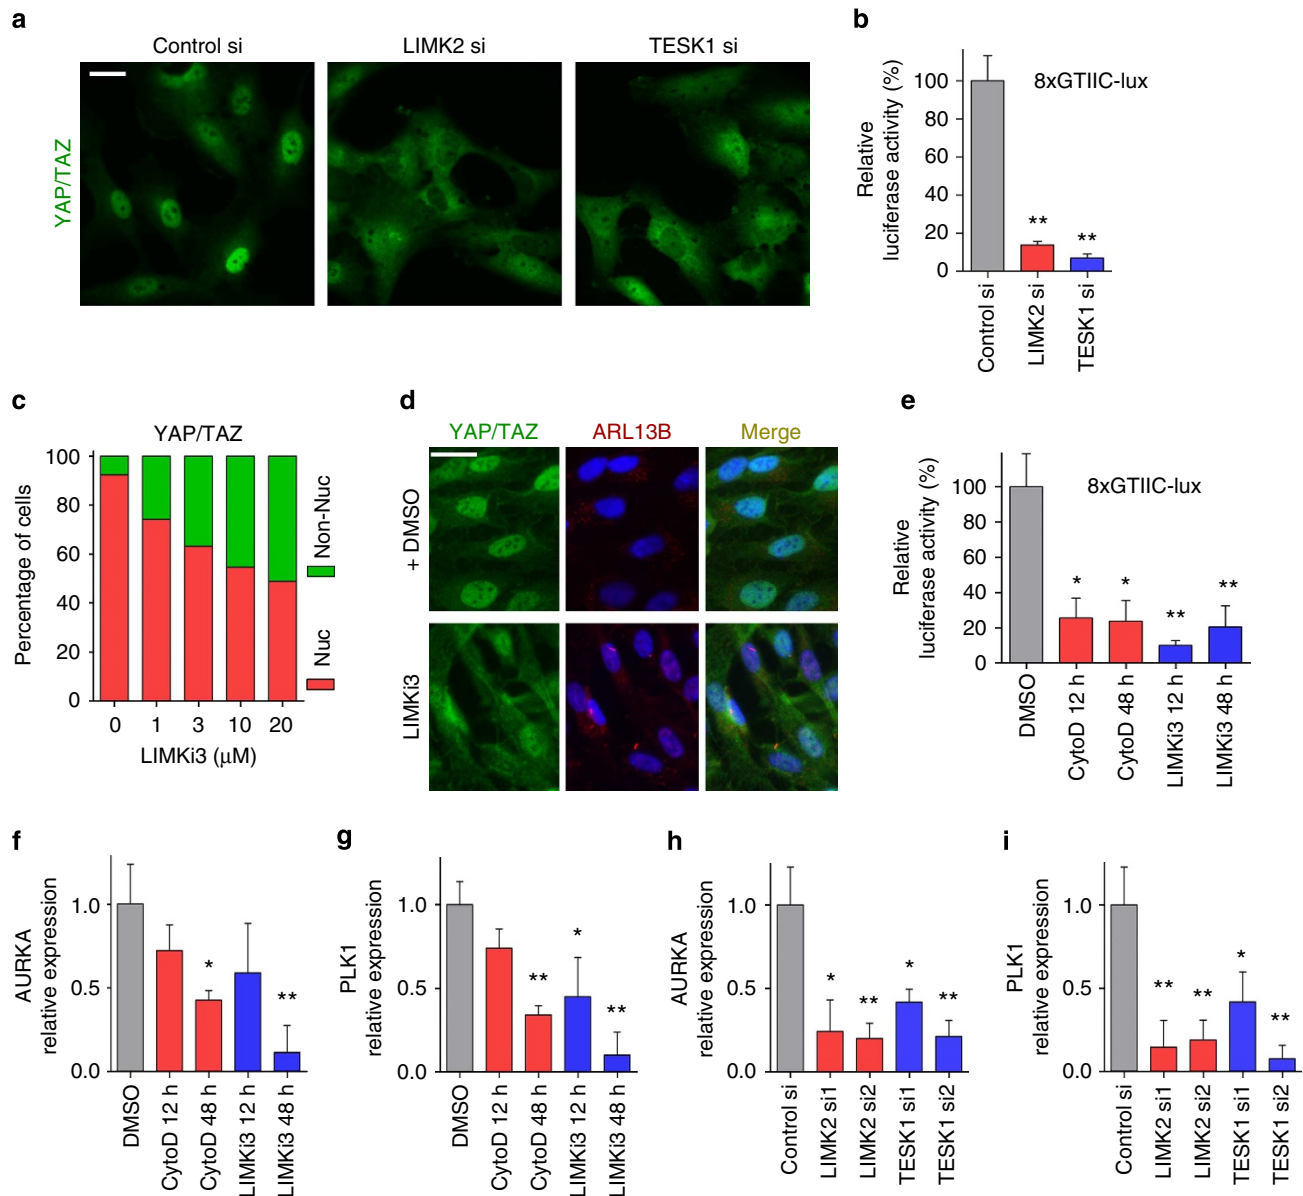 a
Control si
LIMK2 si
TESK1 si
YAP/TAZ
b
Relative
luciferase activity (%)
8xGTIIC-lux
100
80
60
40
20
0
**
**
Control si
LIMK2 si
TESK1 si
c
YAP/TAZ
Percentage of cells
100
80
60
40
20
0
0 1 3 10 20
LIMKi3 (µM)
Non-Nuc
Nuc
d
YAP/TAZ
ARL13B
Merge
+ DMSO
LIMKi3
e
Relative
luciferase activity (%)
8xGTIIC-lux
100
80
60
40
20
0
*
*
**
**
DMSO
CytoD 12 h
CytoD 48 h
LIMKi3 12 h
LIMKi3 48 h
f
AURKA
relative expression
1.0
0.5
0.0
*
**
DMSO
CytoD 12 h
CytoD 48 h
LIMKi3 12 h
LIMKi3 48 h
g
PLK1
relative expression
1.0
0.5
0.0
**
*
**
DMSO
CytoD 12 h
CytoD 48 h
LIMKi3 12 h
LIMKi3 48 h
h
AURKA
relative expression
1.0
0.5
0.0
*
**
*
**
Control si
LIMK2 si1
LIMK2 si2
TESK1 si1
TESK1 si2
i
PLK1
relative expression
1.0
0.5
0.0
**
**
*
**
Control si
LIMK2 si1
LIMK2 si2
TESK1 si1
TESK1 si2